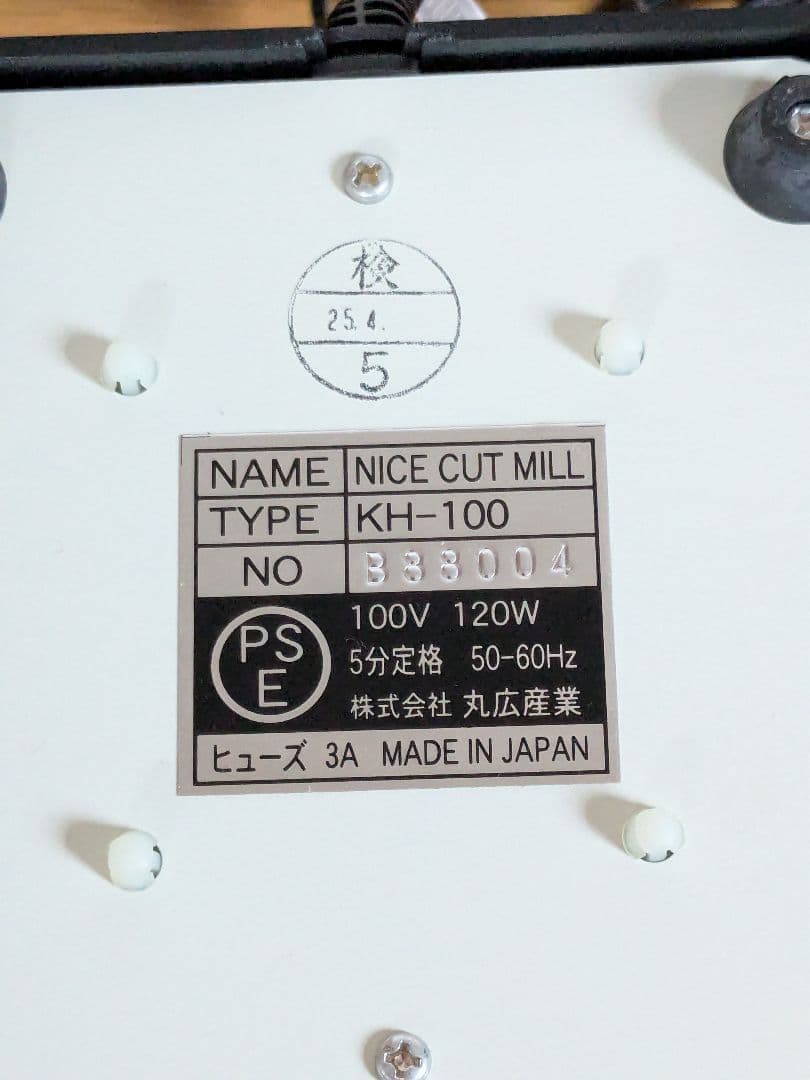 検
25.4.
5
NAME NICE CUT MILL
TYPE KH-100
NO B88004
PS
E
100V 120W
5分定格 50-60Hz
株式会社 丸広産業
ヒューズ 3A MADE IN JAPAN